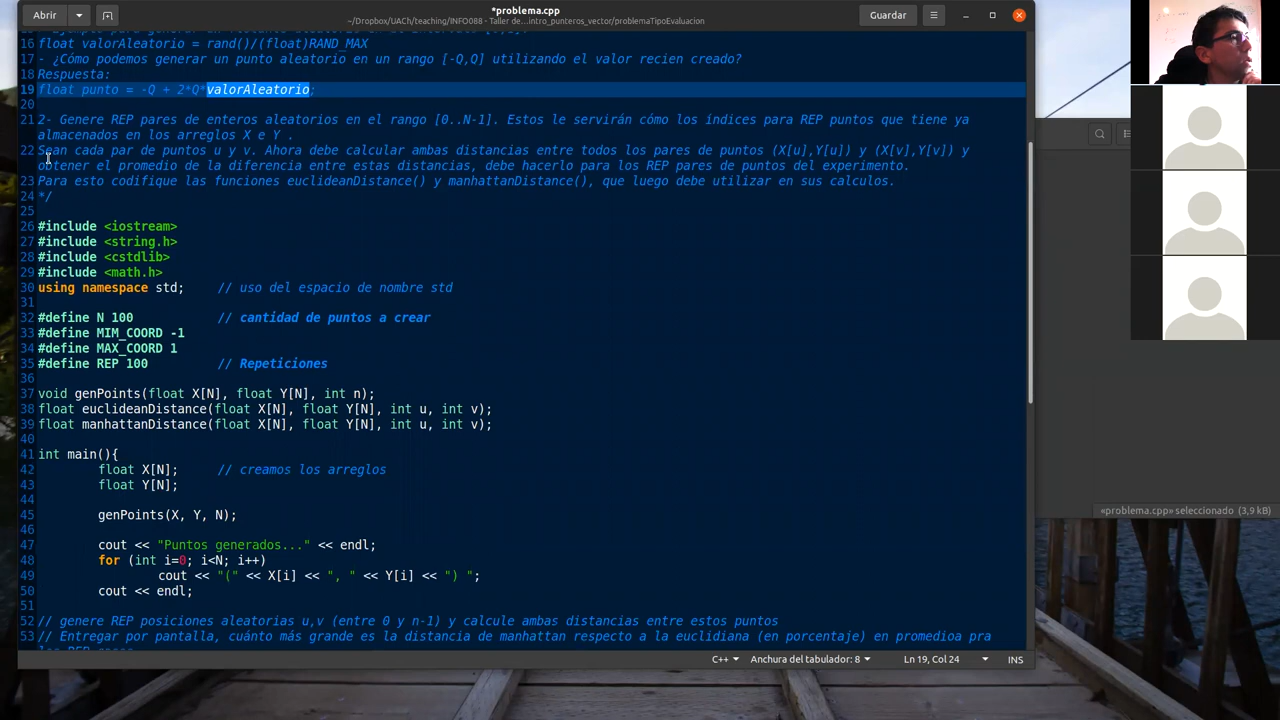 Abrir
*problema.cpp
~/Dropbox/UACh/teaching/INFO088 - Taller de...intro_punteros_vector/problemaTipoEvaluacion
Guardar
16 float valorAleatorio = rand()/(float)RAND_MAX
17 - ¿Cómo podemos generar un punto aleatorio en un rango [-Q,Q] utilizando el valor recien creado?
18 Respuesta:
19 float punto = -Q + 2*Q*valorAleatorio;
20
21 2- Genere REP pares de enteros aleatorios en el rango [0..N-1]. Estos le servirán cómo los índices para REP puntos que tiene ya
almacenados en los arreglos X e Y .
22 Sean cada par de puntos u y v. Ahora debe calcular ambas distancias entre todos los pares de puntos (X[u],Y[u]) y (X[v],Y[v]) y
obtener el promedio de la diferencia entre estas distancias, debe hacerlo para los REP pares de puntos del experimento.
23 Para esto codifique las funciones euclideanDistance() y manhattanDistance(), que luego debe utilizar en sus calculos.
24 */
25
26 #include <iostream>
27 #include <string.h>
28 #include <cstdlib>
29 #include <math.h>
30 using namespace std; // uso del espacio de nombre std
31
32 #define N 100 // cantidad de puntos a crear
33 #define MIM_COORD -1
34 #define MAX_COORD 1
35 #define REP 100 // Repeticiones
36
37 void genPoints(float X[N], float Y[N], int n);
38 float euclideanDistance(float X[N], float Y[N], int u, int v);
39 float manhattanDistance(float X[N], float Y[N], int u, int v);
40
41 int main(){
42 float X[N]; // creamos los arreglos
43 float Y[N];
44
45 genPoints(X, Y, N);
46
47 cout << "Puntos generados..." << endl;
48 for (int i=0; i<N; i++)
49 cout << "(" << X[i] << ", " << Y[i] << ") ";
50 cout << endl;
51
52 // genere REP posiciones aleatorias u,v (entre 0 y n-1) y calcule ambas distancias entre estos puntos
53 // Entregar por pantalla, cuánto más grande es la distancia de manhattan respecto a la euclidiana (en porcentaje) en promedioa pra
C++ Anchura del tabulador: 8 Ln 19, Col 24 INS
«problema.cpp» seleccionado (3,9 kB)